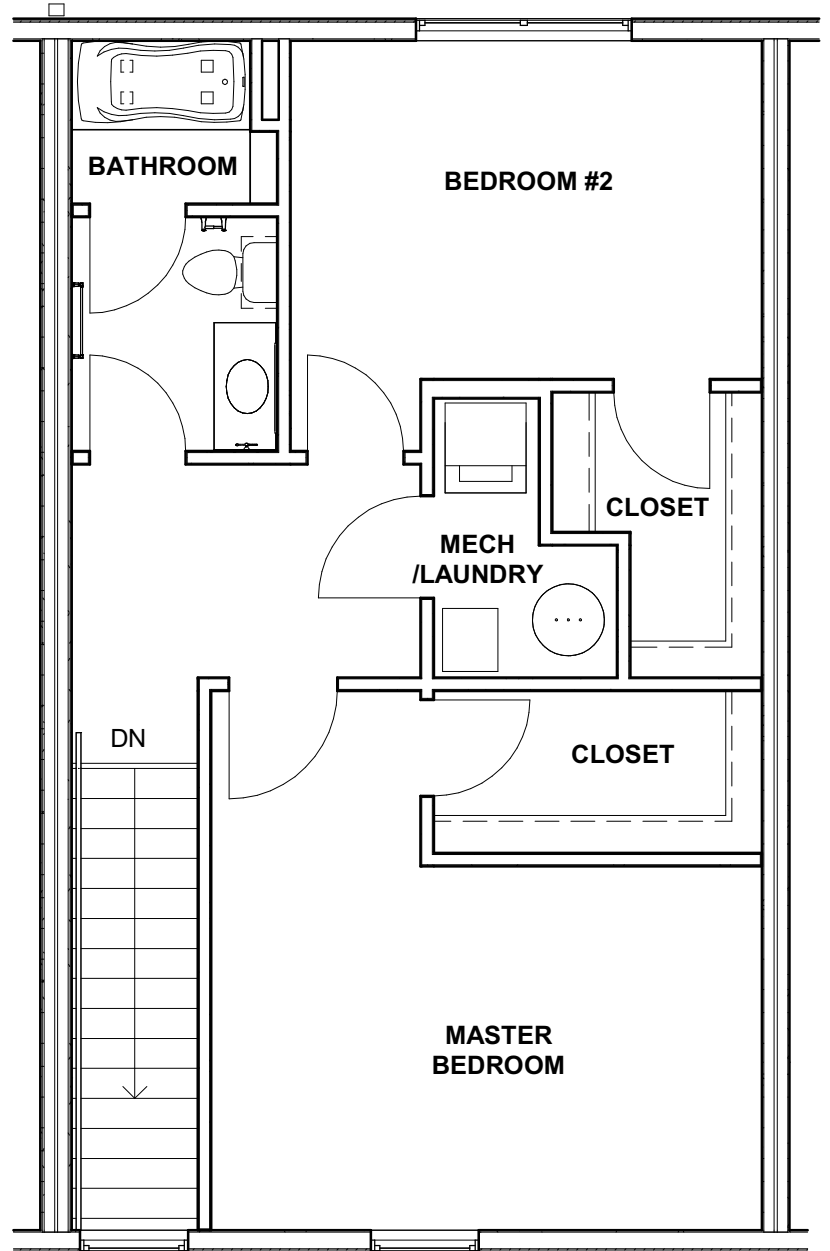 BATHROOM
BEDROOM #2
CLOSET
MECH
/LAUNDRY
DN
CLOSET
MASTER
BEDROOM